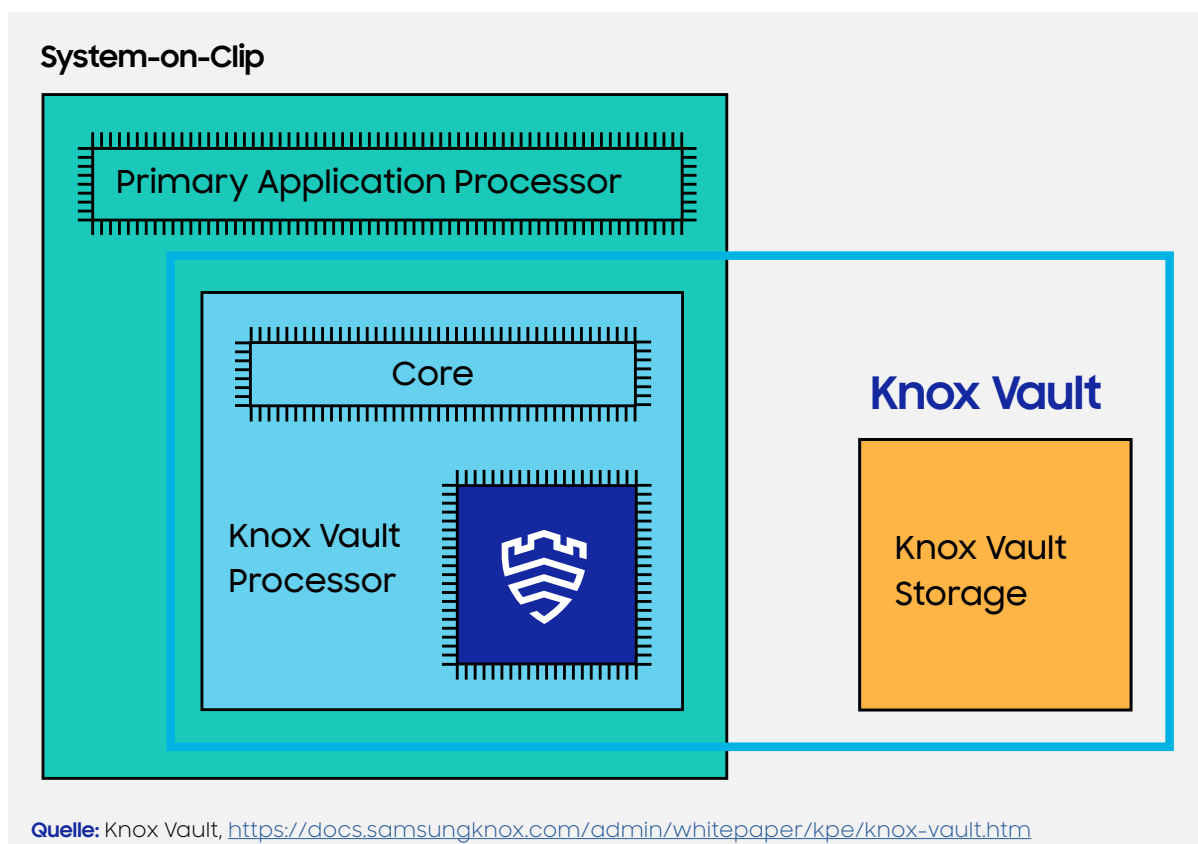 System-on-Clip
Primary Application Processor
Core
Knox Vault
Processor
Knox Vault
Knox Vault
Storage
Quelle: Knox Vault, https://docs.samsungknox.com/admin/whitepaper/kpe/knox-vault.htm